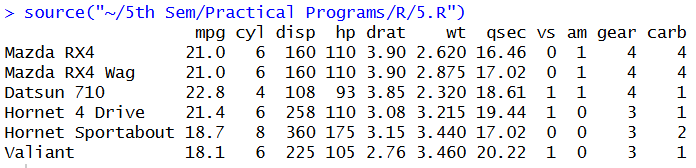 > source("~/5th Sem/Practical Programs/R/5.R")
mpg cyl disp hp drat wt qsec vs am gear carb
Mazda RX4 21.0 6 160 110 3.90 2.620 16.46 0 1 4 4
Mazda RX4 Wag 21.0 6 160 110 3.90 2.875 17.02 0 1 4 4
Datsun 710 22.8 4 108 93 3.85 2.320 18.61 1 1 4 1
Hornet 4 Drive 21.4 6 258 110 3.08 3.215 19.44 1 0 3 1
Hornet Sportabout 18.7 8 360 175 3.15 3.440 17.02 0 0 3 2
Valiant 18.1 6 225 105 2.76 3.460 20.22 1 0 3 1